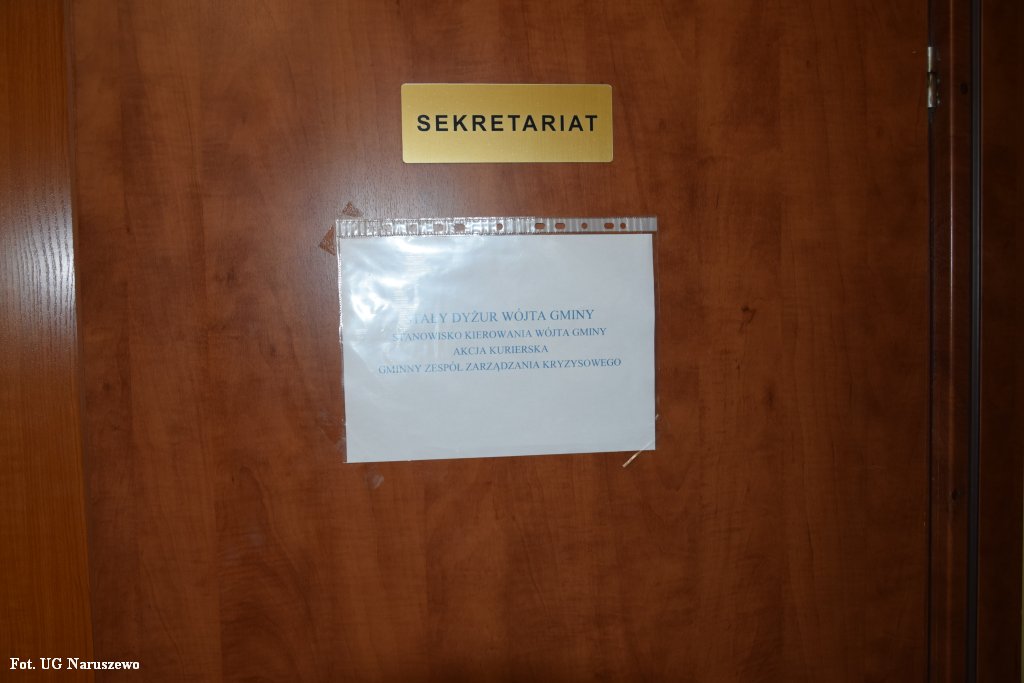 SEKRETARIAT
STAŁY DYŻUR WÓJTA GMINY
STANOWISKO KIEROWANIA WÓJTA GMINY
AKCJA KURIERSKA
GMINNY ZESPÓŁ ZARZĄDZANIA KRYZYSOWEGO
Fot. UG Naruszewo